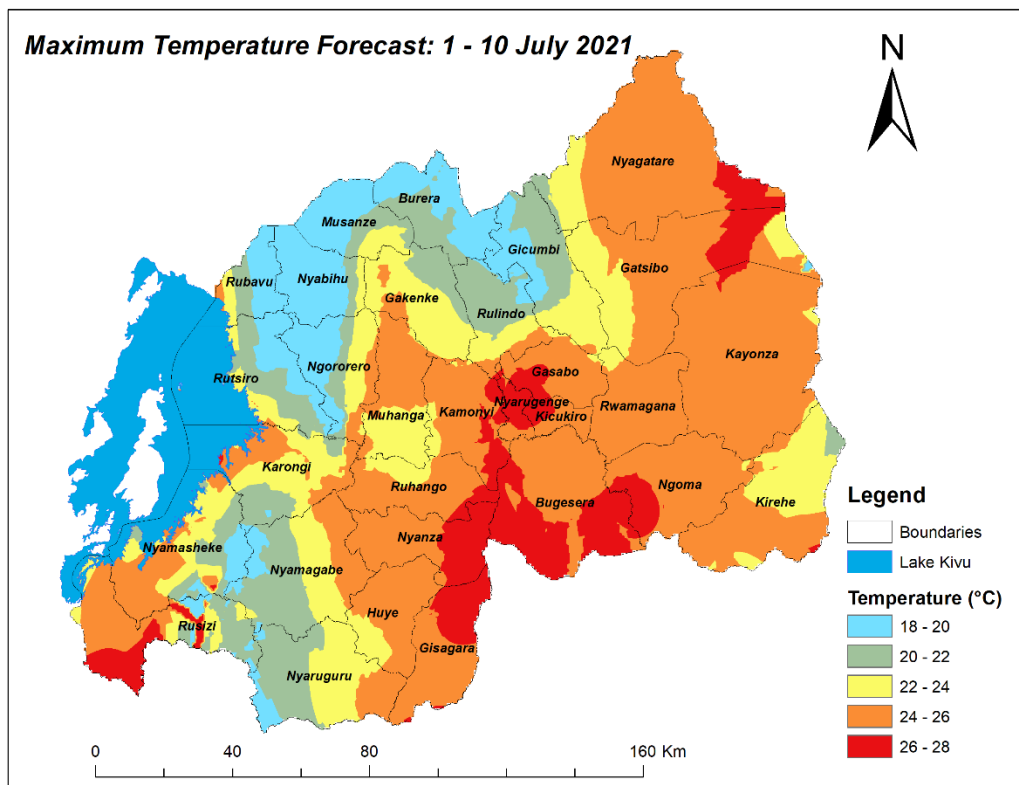 Maximum Temperature Forecast: 1 - 10 July 2021
N
Nyagatare
Burera
Musanze
Gicumbi
Gatsibo
Rubavu
Nyabihu
Gakenke
Rulindo
Kayonza
Ngororero
Rutsiro
Gasabo
Nyarugenge
Kicukiro
Rwamagana
Muhanga
Kamonyi
Karongi
Ruhango
Ngoma
Bugesera
Kirehe
Nyanza
Nyamasheke
Nyamagabe
Huye
Rusizi
Gisagara
Nyaruguru
Legend
Boundaries
Lake Kivu
Temperature (°C)
18 - 20
20 - 22
22 - 24
24 - 26
26 - 28
0 40 80 160 Km